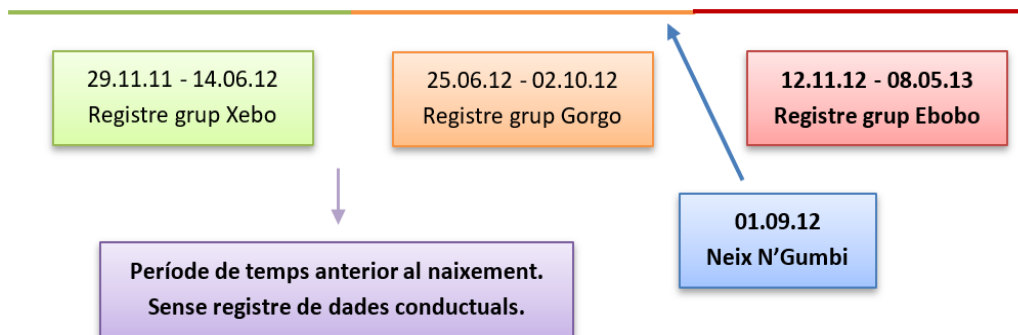 29.11.11 - 14.06.12
Registre grup Xebo
25.06.12 - 02.10.12
Registre grup Gorgo
12.11.12 - 08.05.13
Registre grup Ebobo
01.09.12
Neix N’Gumbi
Període de temps anterior al naixement.
Sense registre de dades conductuals.